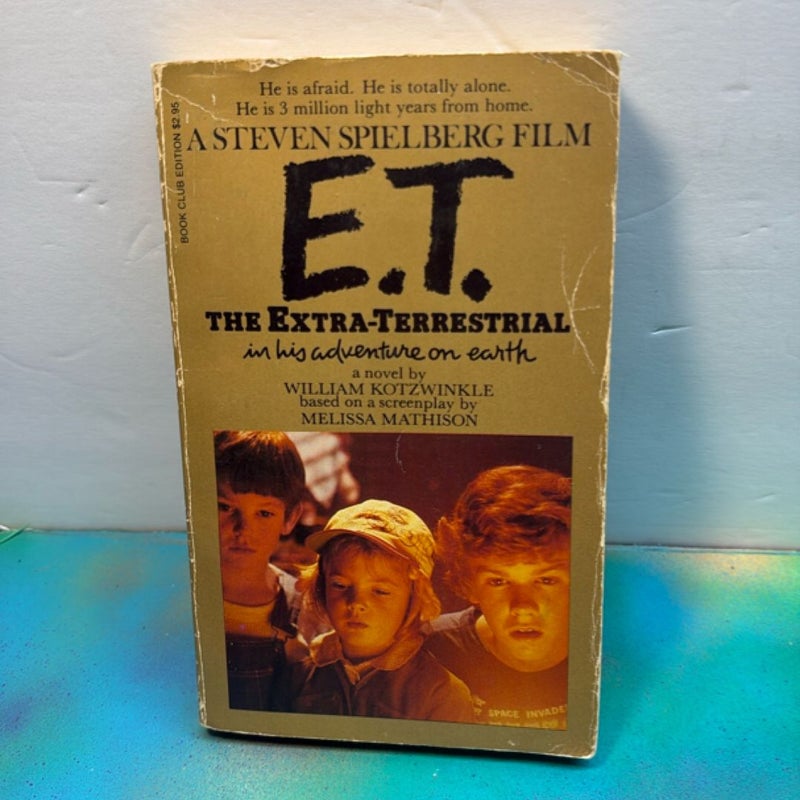 He is afraid. He is totally alone.
He is 3 million light years from home.
BOOK CLUB EDITION $2.95
A STEVEN SPIELBERG FILM
E.T.
THE EXTRA-TERRESTRIAL
in his adventure on earth
a novel by
WILLIAM KOTZWINKLE
based on a screenplay by
MELISSA MATHISON
SPACE INVADE